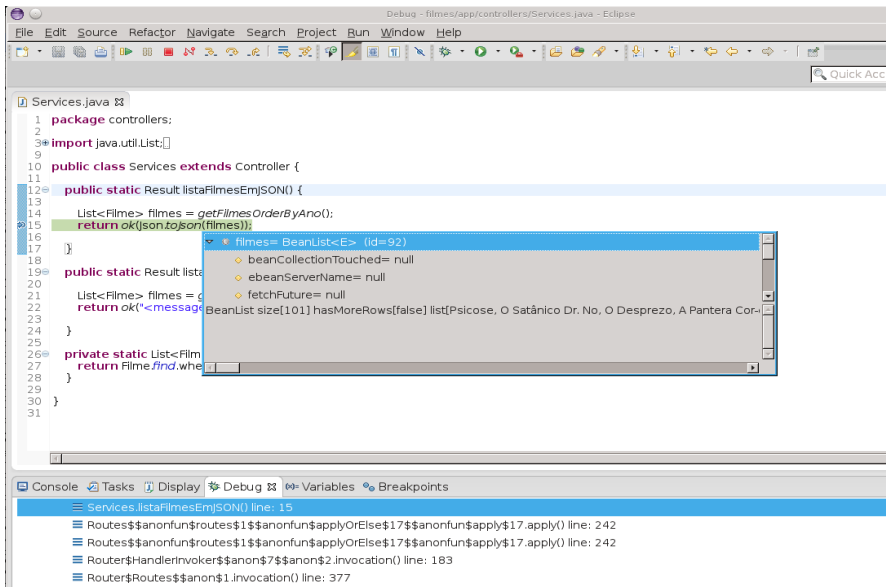 Debug - filmes/app/controllers/Services.java - Eclipse
File Edit Source Refactor Navigate Search Project Run Window Help
Quick Acc
Services.java
1 package controllers;
2
3 import java.util.List;
9
10 public class Services extends Controller {
11
12 public static Result listaFilmesEmJSON() {
13
14 List<Filme> filmes = getFilmesOrderByAno();
15 return ok(Json.toJson(filmes));
16
17 }
18
19 public static Result lista
20
21 List<Filme> filmes = g
22 return ok("<message
23
24 }
25
26 private static List<Film
27 return Filme.find.whe
28 }
29
30 }
31
filmes= BeanList<E> (id=92)
beanCollectionTouched= null
ebeanServerName= null
fetchFuture= null
BeanList size[101] hasMoreRows[false] list[Psicose, O Satânico Dr. No, O Desprezo, A Pantera Cor-
Console Tasks Display Debug Variables Breakpoints
Services.listaFilmesEmJSON() line: 15
Routes$$anonfun$routes$1$$anonfun$applyOrElse$17$$anonfun$apply$17.apply() line: 242
Routes$$anonfun$routes$1$$anonfun$applyOrElse$17$$anonfun$apply$17.apply() line: 242
Router$HandlerInvoker$$anon$7$$anon$2.invocation() line: 183
Router$Routes$$anon$1.invocation() line: 377